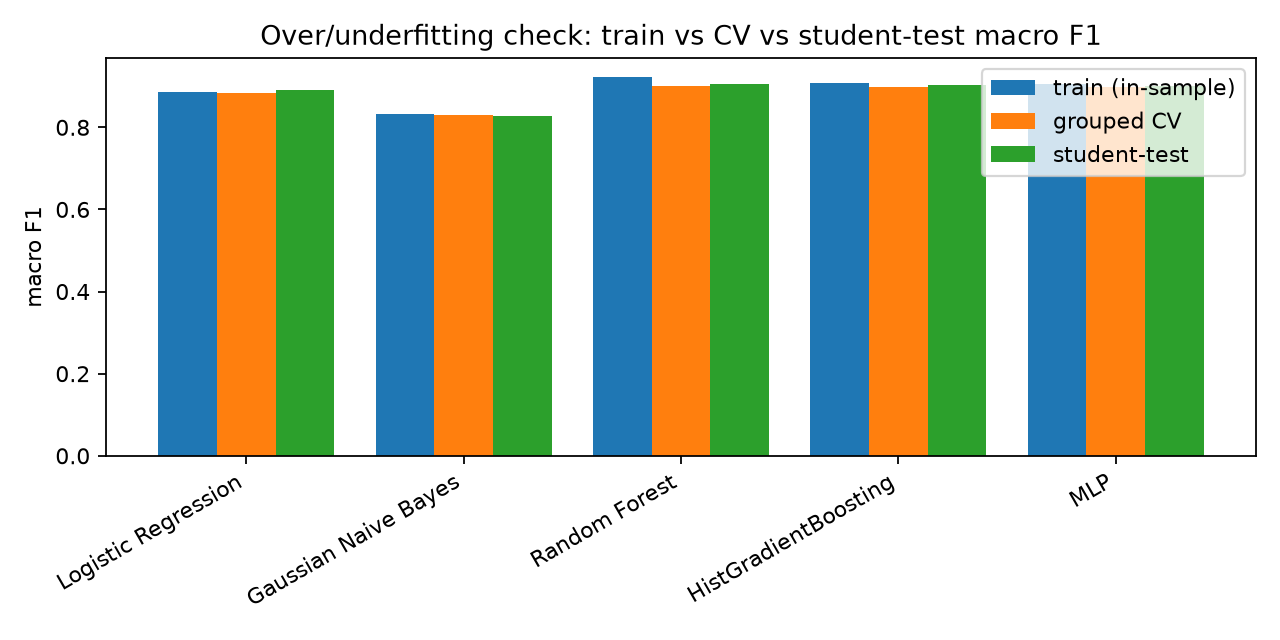 Over/underfitting check: train vs CV vs student-test macro F1
train (in-sample)
grouped CV
student-test
macro F1
0.8
0.6
0.4
0.2
0.0
Logistic Regression
Gaussian Naive Bayes
Random Forest
HistGradientBoosting
MLP